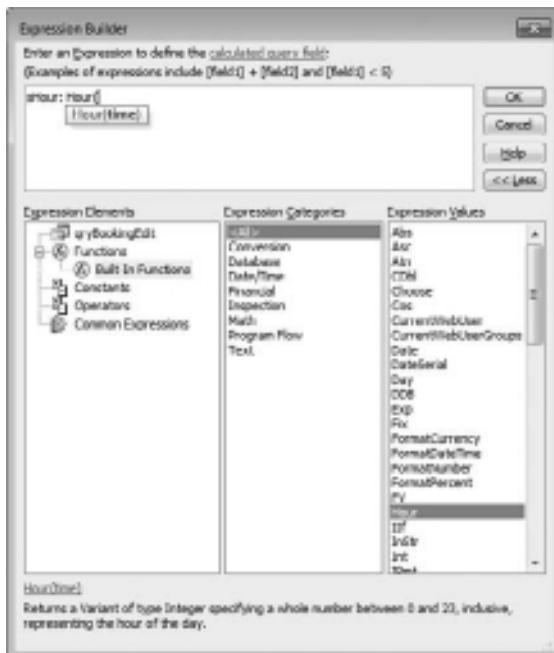 Expression Builder
Enter an Expression to define the calculated query field:
(Examples of expressions include [field1] + [field2] and [field1] < 5)
sHour: Hour(
Hour(time)
OK
Cancel
Help
<< Less
Expression Elements
qryBookingEdit
Functions
Built In Functions
Constants
Operators
Common Expressions
Expression Categories
<All>
Conversion
Database
Date/Time
Financial
Inspection
Math
Program Flow
Text
Expression Values
Abs
Asc
Atn
CDbl
Choose
Cos
CurrentWebUser
CurrentWebUserGroups
Date
DateSerial
Day
DDB
Exp
Fix
FormatCurrency
FormatDateTime
FormatNumber
FormatPercent
FV
Hour
IIf
InStr
Int
Hour(time)
Returns a Variant of type Integer specifying a whole number between 0 and 23, inclusive,
representing the hour of the day.